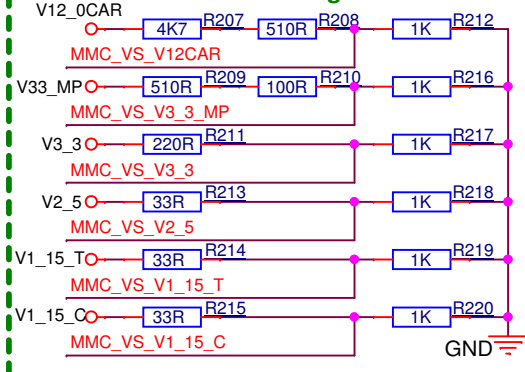 V12_0CAR
4K7 R207 510R R208 1K R212
MMC_VS_V12CAR
V33_MP 510R R209 100R R210 1K R216
MMC_VS_V3_3_MP
V3_3 220R R211 1K R217
MMC_VS_V3_3
V2_5 33R R213 1K R218
MMC_VS_V2_5
V1_15_T 33R R214 1K R219
MMC_VS_V1_15_T
V1_15_C 33R R215 1K R220
MMC_VS_V1_15_C
GND